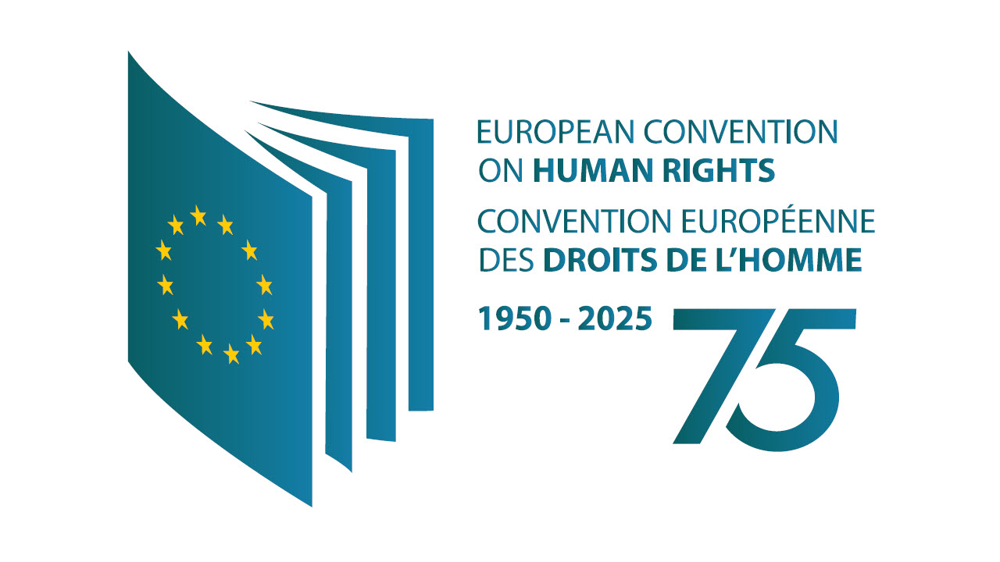 EUROPEAN CONVENTION
ON HUMAN RIGHTS
CONVENTION EUROPÉENNE
DES DROITS DE L’HOMME
1950 - 2025 75